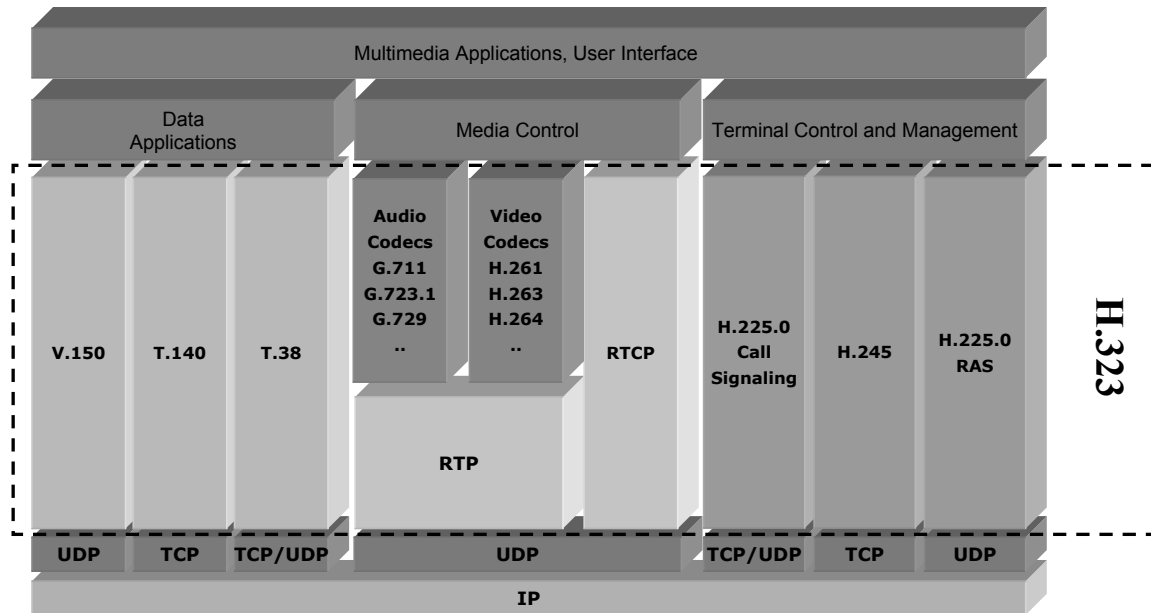 Multimedia Applications, User Interface
Data
Applications
Media Control
Terminal Control and Management
V.150
T.140
T.38
Audio
Codecs
G.711
G.723.1
G.729
..
Video
Codecs
H.261
H.263
H.264
..
RTP
RTCP
H.225.0
Call
Signaling
H.245
H.225.0
RAS
H.323
UDP
TCP
TCP/UDP
UDP
TCP/UDP
TCP
UDP
IP